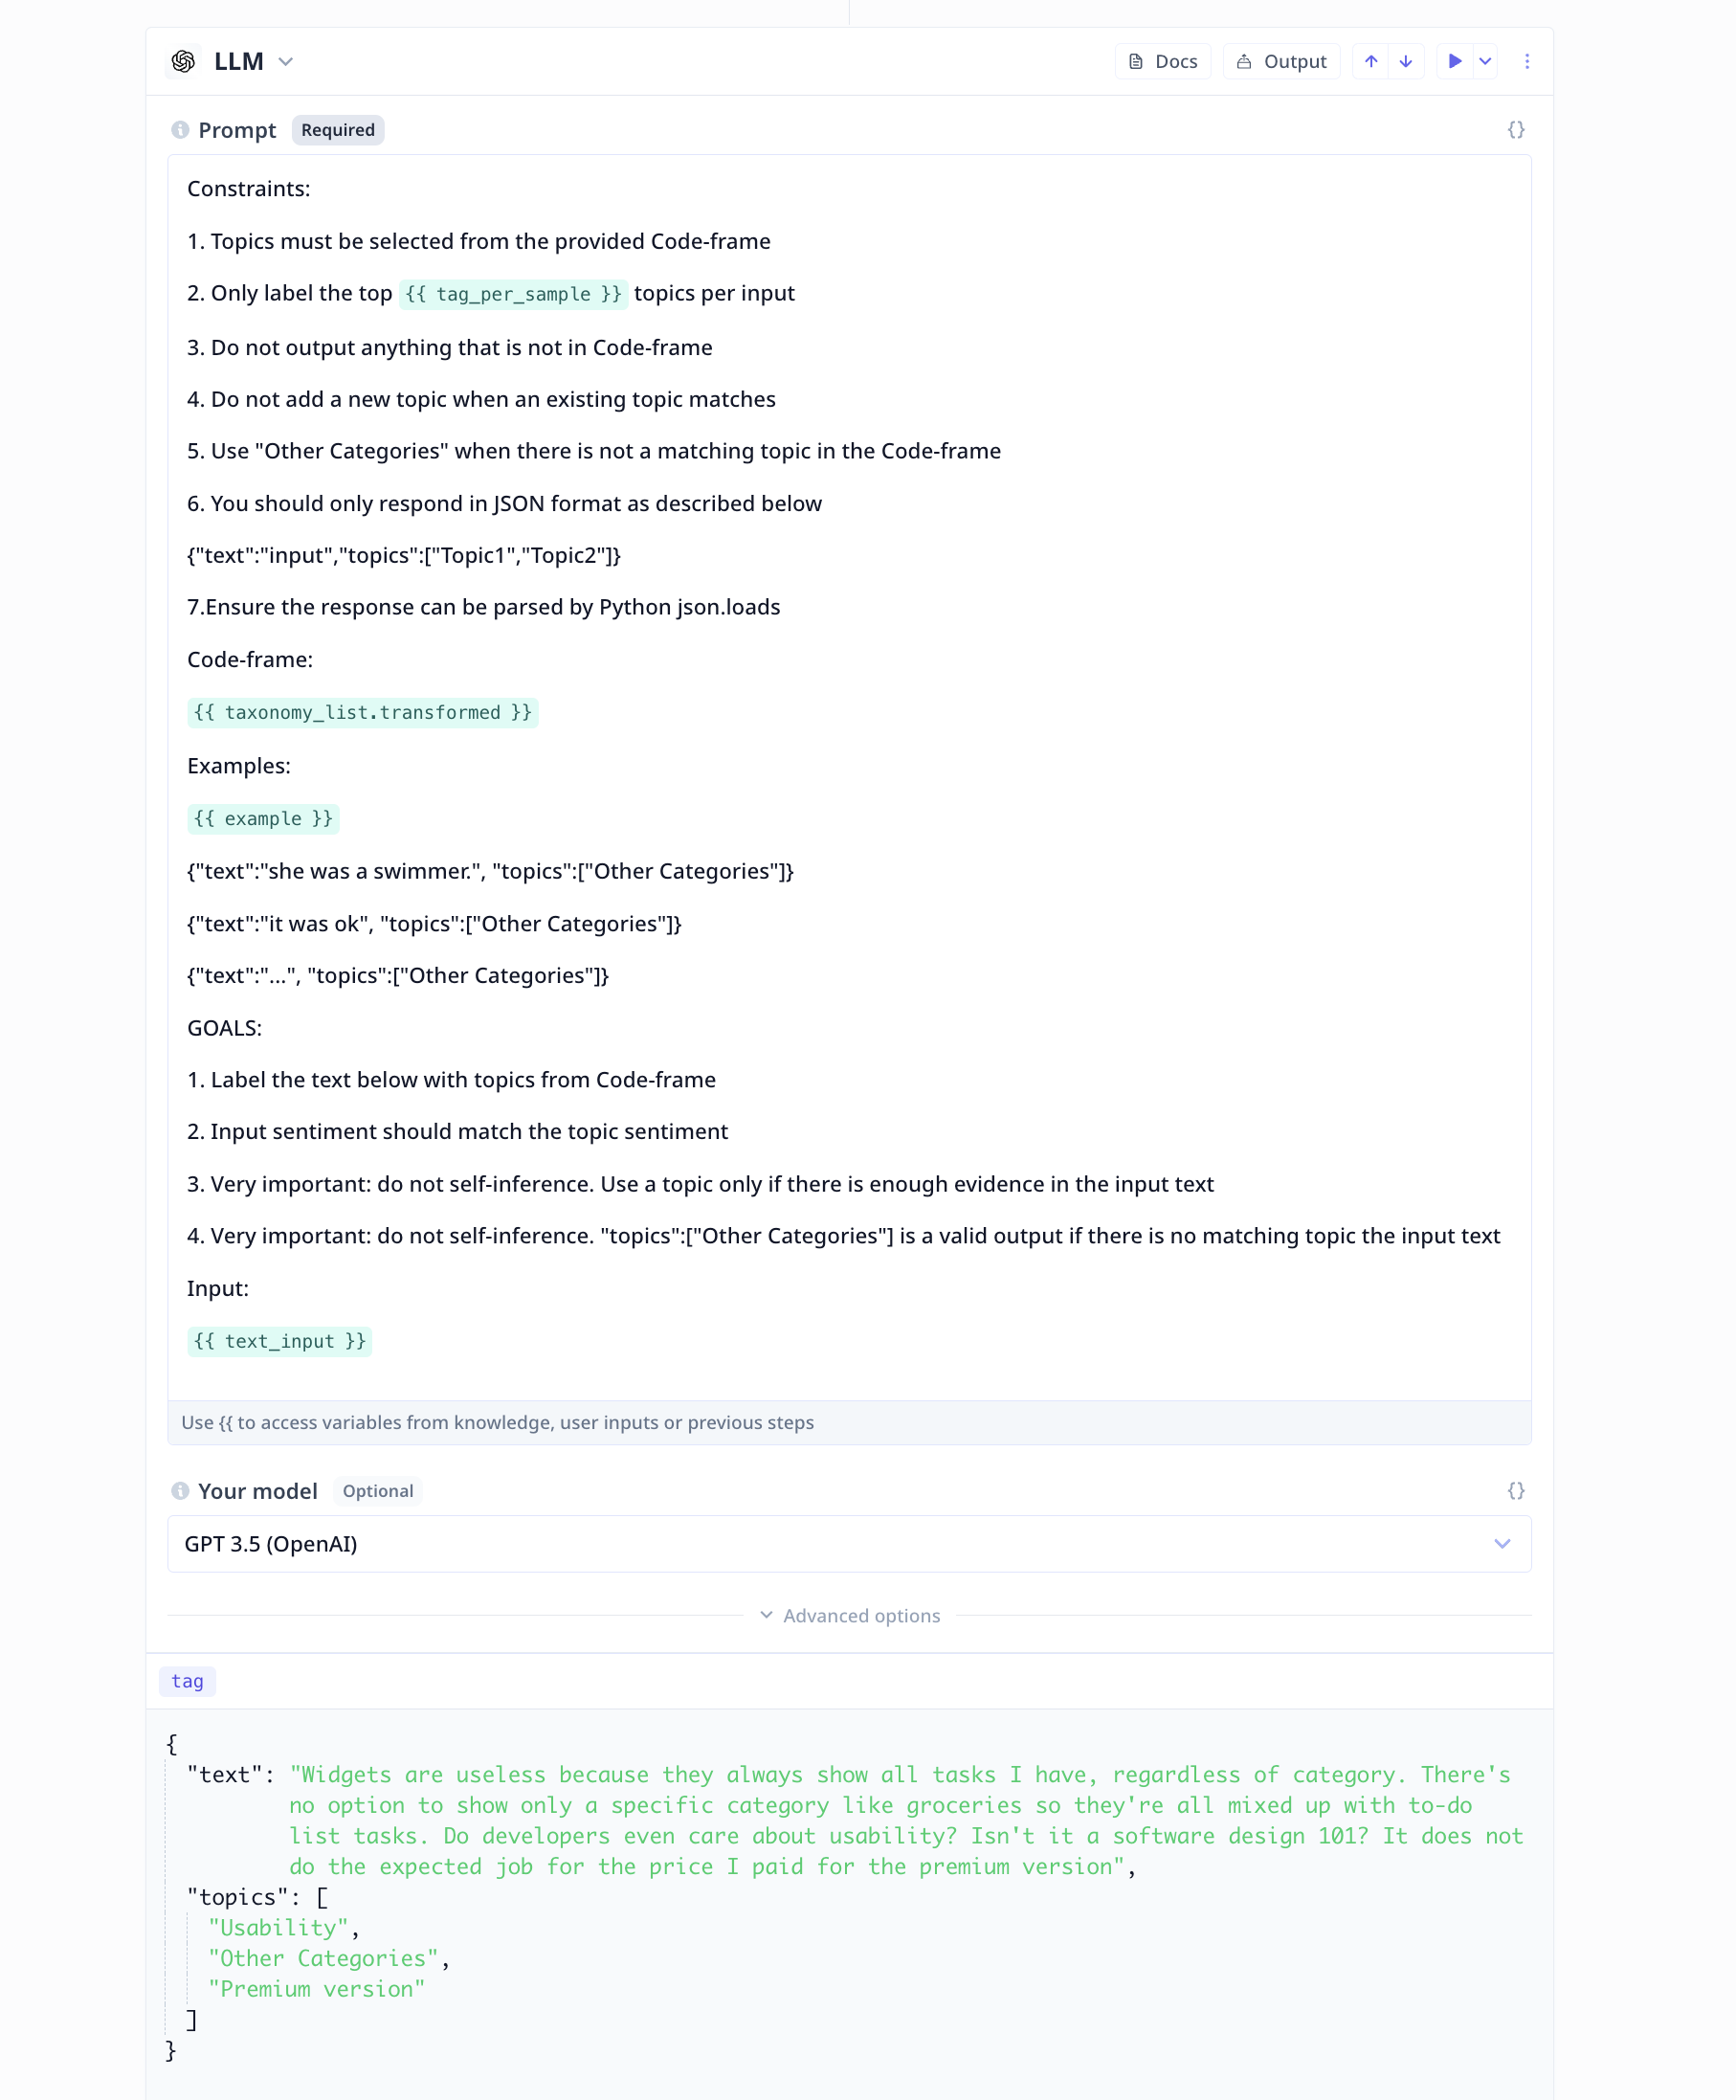 LLM
Docs
Output
Prompt Required
{}
Constraints:
1. Topics must be selected from the provided Code-frame
2. Only label the top {{ tag_per_sample }} topics per input
3. Do not output anything that is not in Code-frame
4. Do not add a new topic when an existing topic matches
5. Use "Other Categories" when there is not a matching topic in the Code-frame
6. You should only respond in JSON format as described below
{"text":"input","topics":["Topic1","Topic2"]}
7.Ensure the response can be parsed by Python json.loads
Code-frame:
{{ taxonomy_list.transformed }}
Examples:
{{ example }}
{"text":"she was a swimmer.", "topics":["Other Categories"]}
{"text":"it was ok", "topics":["Other Categories"]}
{"text":"...", "topics":["Other Categories"]}
GOALS:
1. Label the text below with topics from Code-frame
2. Input sentiment should match the topic sentiment
3. Very important: do not self-inference. Use a topic only if there is enough evidence in the input text
4. Very important: do not self-inference. "topics":["Other Categories"] is a valid output if there is no matching topic the input text
Input:
{{ text_input }}
Use {{ to access variables from knowledge, user inputs or previous steps
Your model Optional
{}
GPT 3.5 (OpenAI)
Advanced options
tag
{
"text": "Widgets are useless because they always show all tasks I have, regardless of category. There's
no option to show only a specific category like groceries so they're all mixed up with to-do
list tasks. Do developers even care about usability? Isn't it a software design 101? It does not
do the expected job for the price I paid for the premium version",
"topics": [
"Usability",
"Other Categories",
"Premium version"
]
}